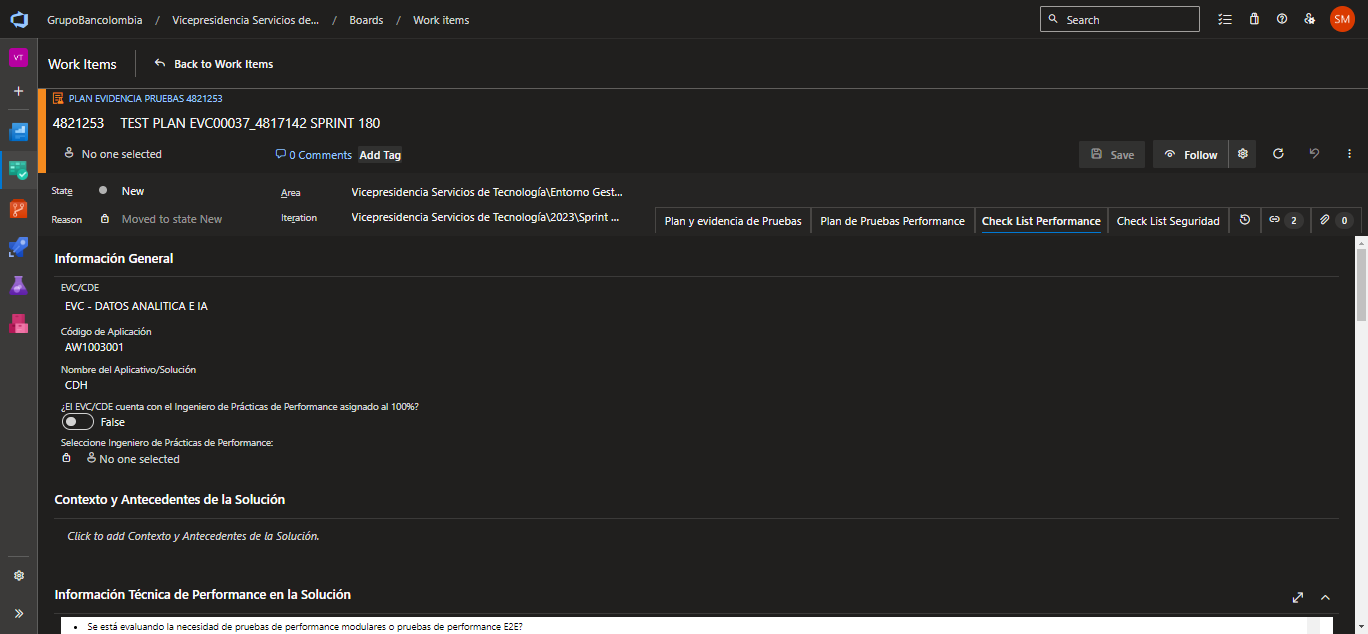 GrupoBancolombia / Vicepresidencia Servicios de... / Boards / Work items
Search
SM
VT
Work Items
Back to Work Items
PLAN EVIDENCIA PRUEBAS 4821253
4821253 TEST PLAN EVC00037_4817142 SPRINT 180
No one selected
0 Comments
Add Tag
Save
Follow
State
New
Area
Vicepresidencia Servicios de Tecnología\Entorno Gest...
Reason
Moved to state New
Iteration
Vicepresidencia Servicios de Tecnología\2023\Sprint ...
Plan y evidencia de Pruebas
Plan de Pruebas Performance
Check List Performance
Check List Seguridad
2
0
Información General
EVC/CDE
EVC - DATOS ANALITICA E IA
Código de Aplicación
AW1003001
Nombre del Aplicativo/Solución
CDH
¿El EVC/CDE cuenta con el Ingeniero de Prácticas de Performance asignado al 100%?
False
Seleccione Ingeniero de Prácticas de Performance:
No one selected
Contexto y Antecedentes de la Solución
Click to add Contexto y Antecedentes de la Solución.
Información Técnica de Performance en la Solución
• Se está evaluando la necesidad de pruebas de performance modulares o pruebas de performance E2E?